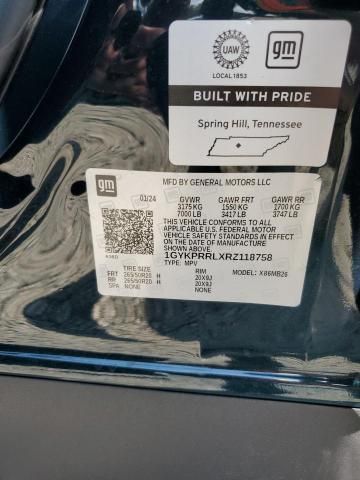 UAW
gm
LOCAL 1853
BUILT WITH PRIDE
Spring Hill, Tennessee
gm
MFD BY GENERAL MOTORS LLC
01/24
GVWR GAWR FRT GAWR RR
3175 KG 1550 KG 1700 KG
7000 LB 3417 LB 3747 LB
THIS VEHICLE CONFORMS TO ALL
APPLICABLE U.S. FEDERAL MOTOR
VEHICLE SAFETY STANDARDS IN EFFECT ON THE
DATE OF MANUFACTURE SHOWN ABOVE.
1GYKPRRLXRZ118758
TYPE: MPV
TIRE SIZE RIM MODEL: X86MB26
FRT 265/50R20 H 20X9J
RR 265/50R20 H 20X9J
SPA NONE NONE